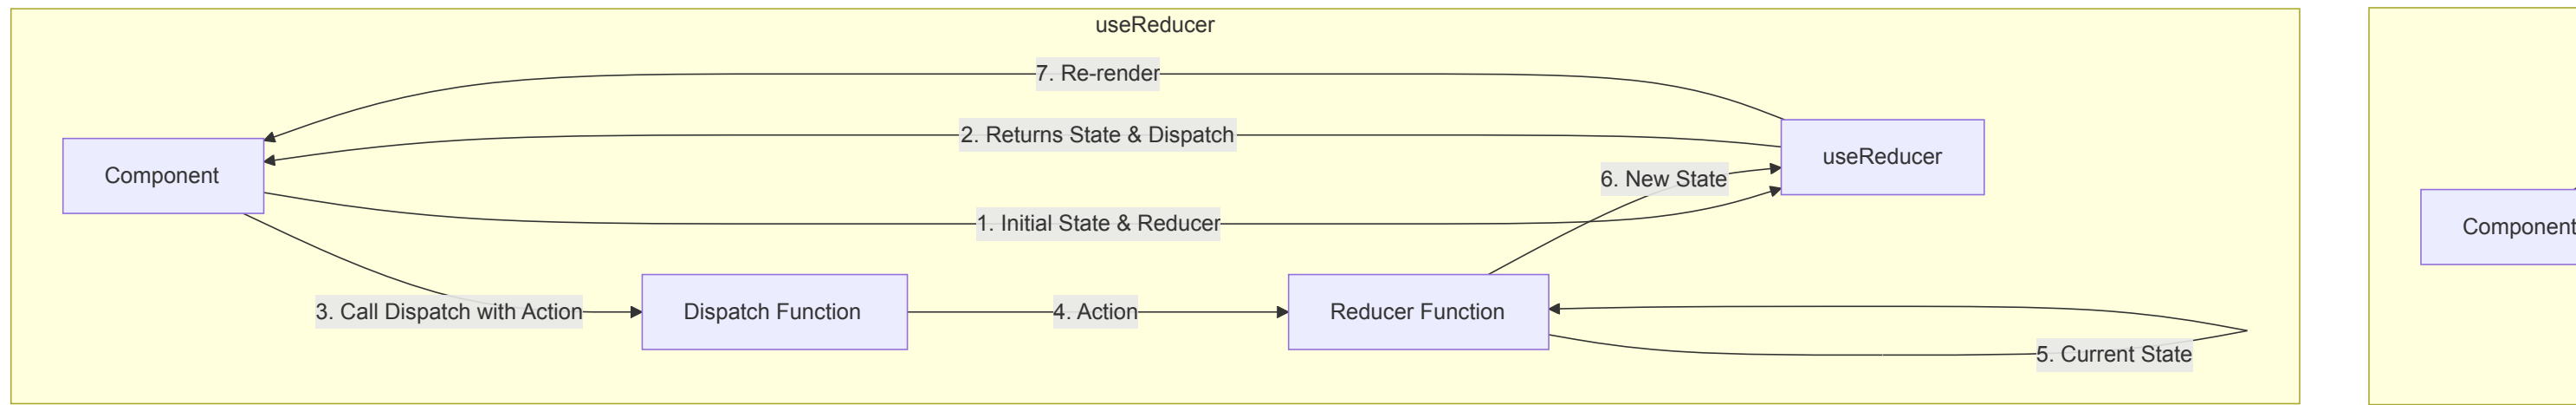 useReducer
7. Re-render
2. Returns State & Dispatch
useReducer
Component
6. New State
1. Initial State & Reducer
3. Call Dispatch with Action
Dispatch Function
4. Action
Reducer Function
5. Current State
Component